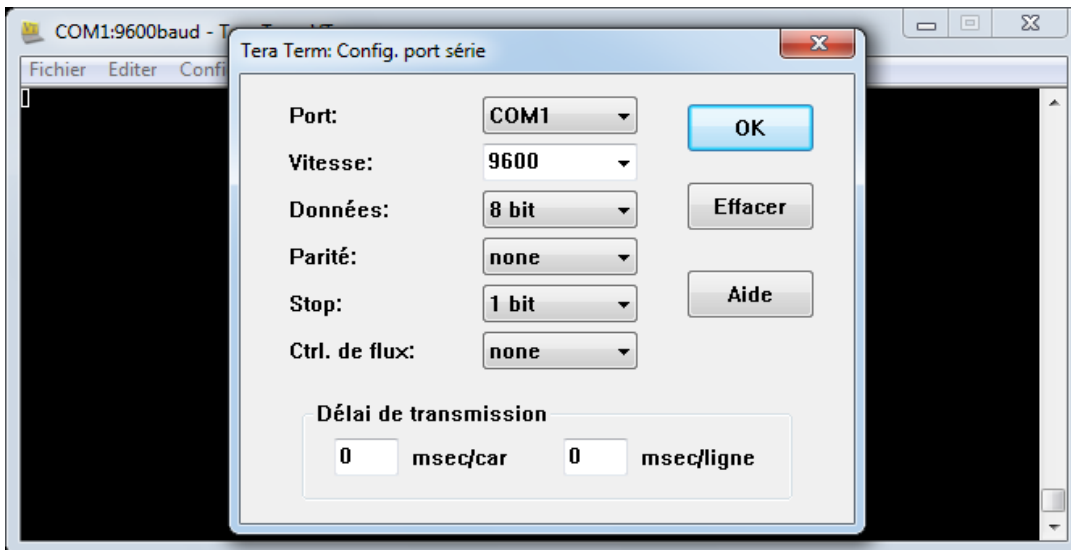 COM1:9600baud - T
Tera Term: Config. port série
Fichier Editer Confi
Port: COM1
OK
Vitesse: 9600
Données: 8 bit
Effacer
Parité: none
Stop: 1 bit
Aide
Ctrl. de flux: none
Délai de transmission
0 msec/car 0 msec/ligne